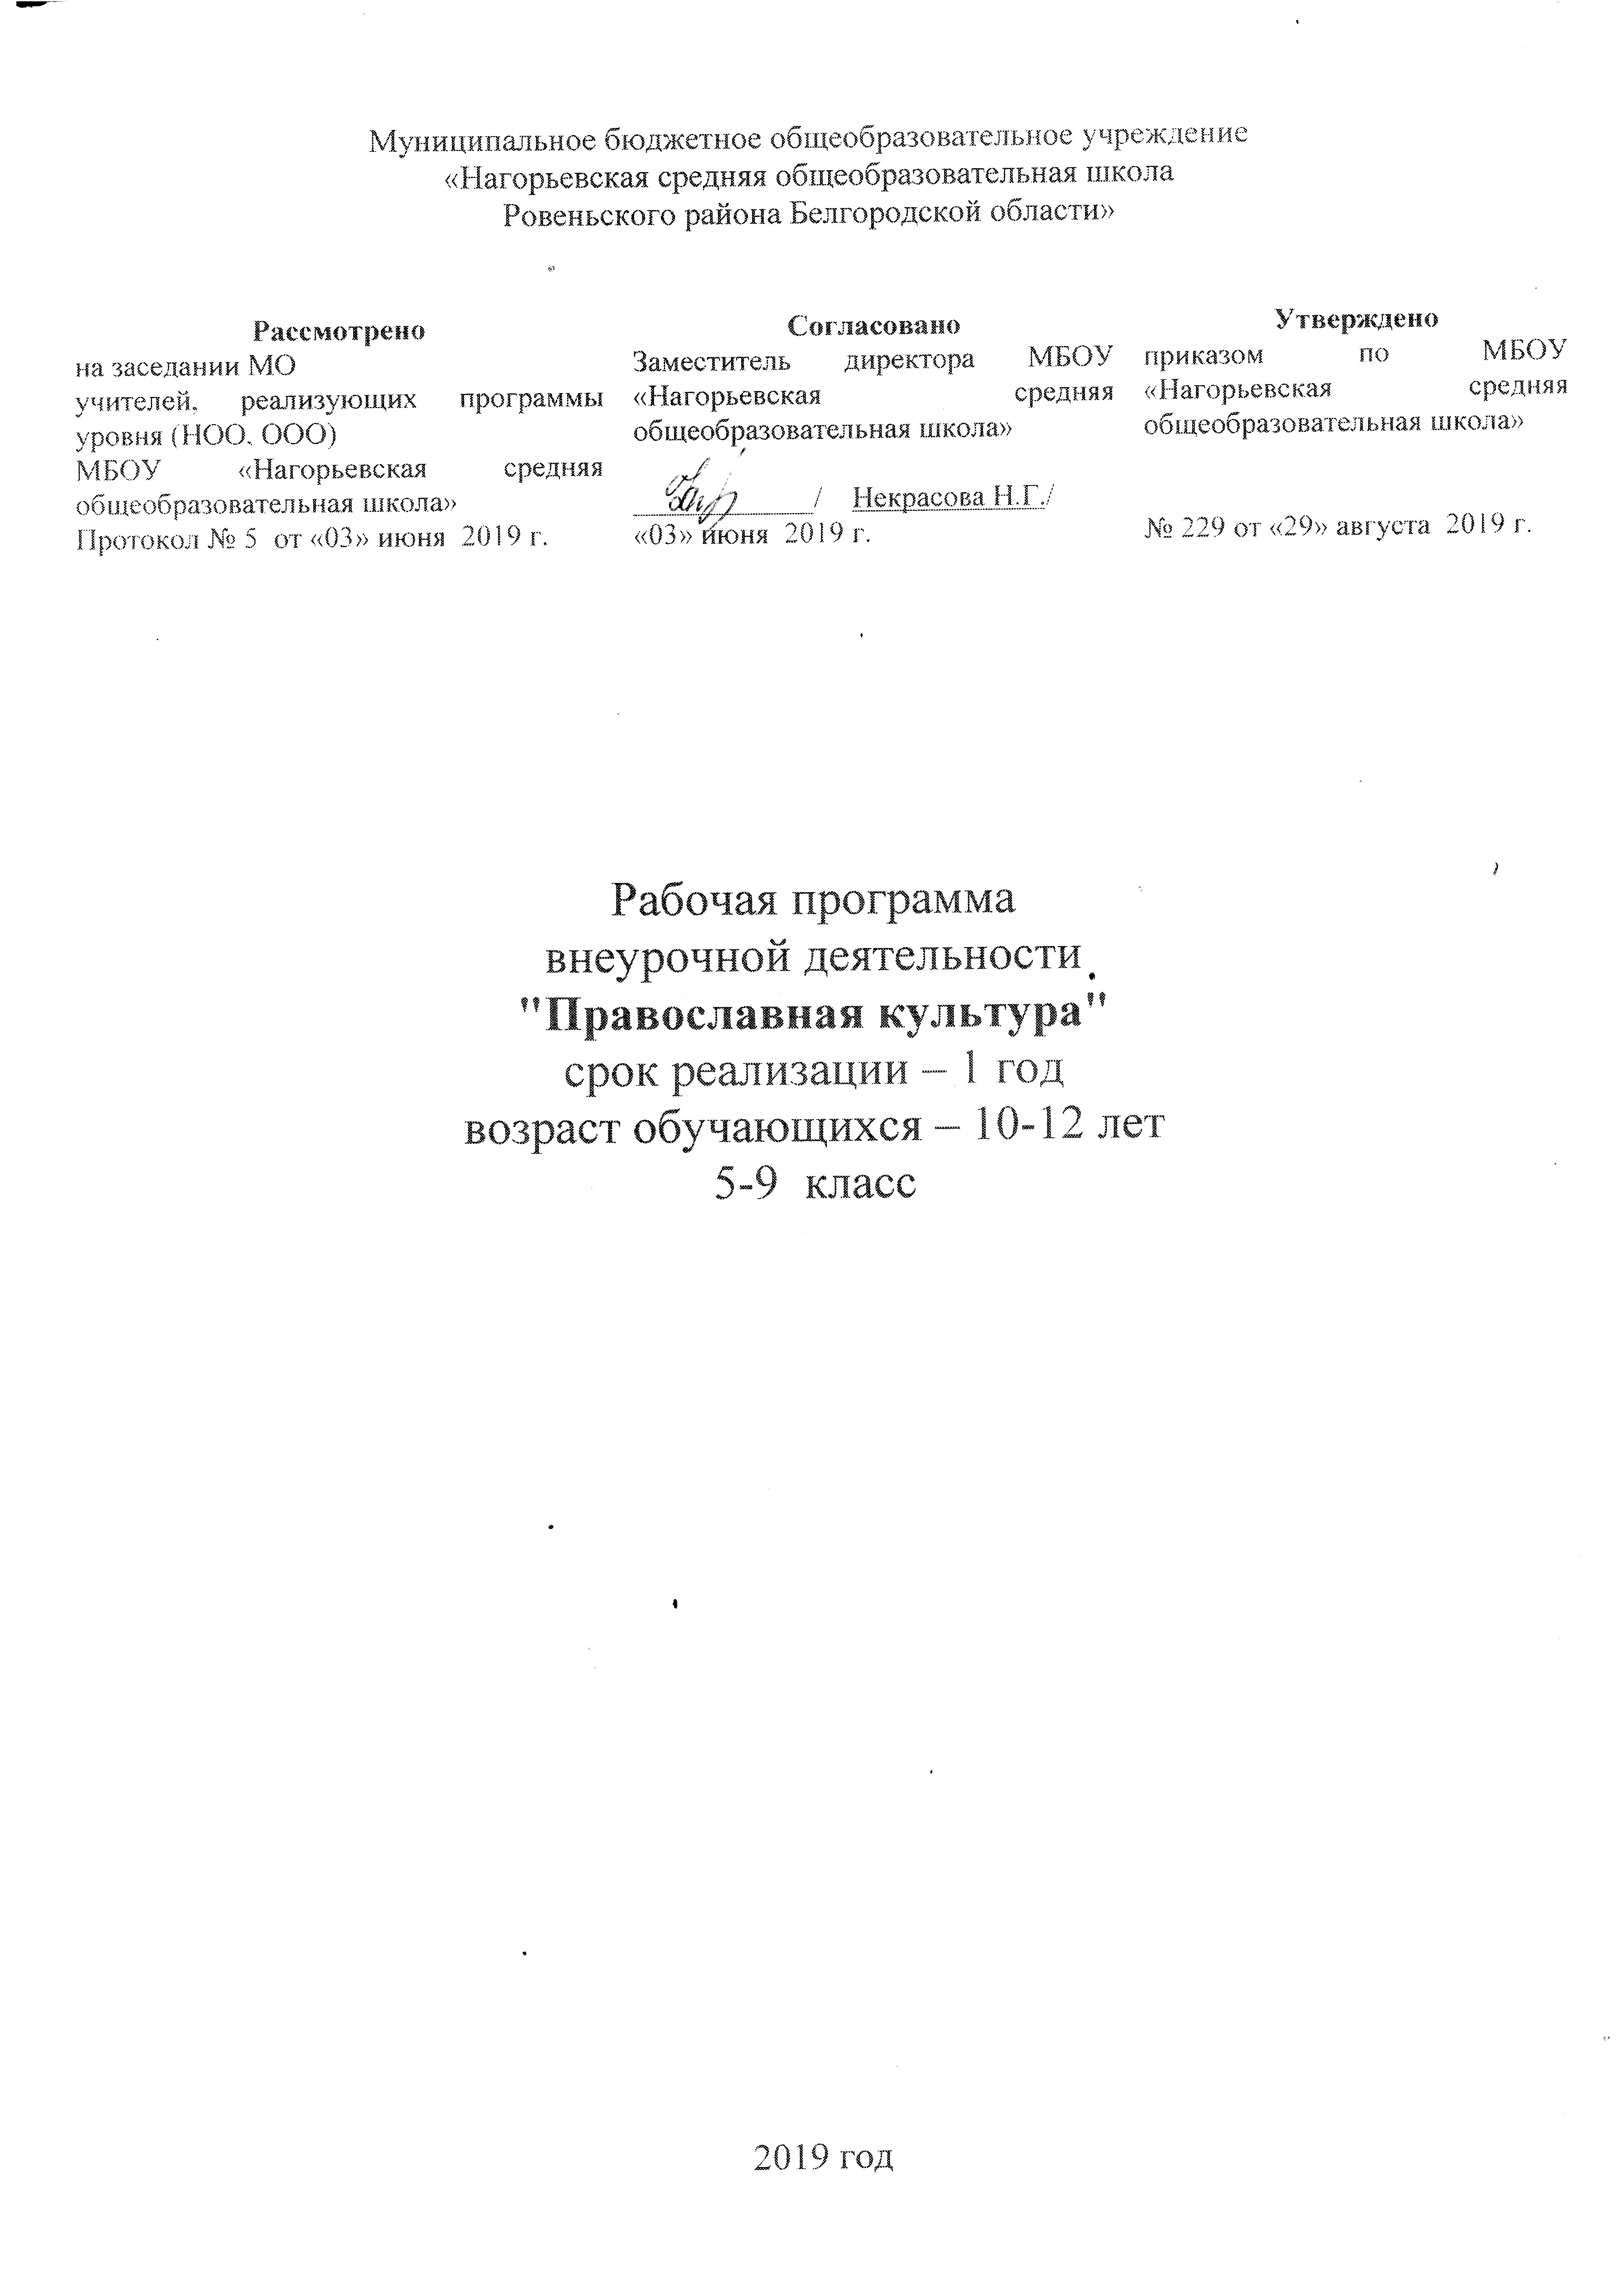 Муниципальное бюджетное общеобразовательное учреждение
«Нагорьевская средняя общеобразовательная школа
Ровеньского района Белгородской области»
Рассмотрено
на заседании МО
учителей, реализующих программы
уровня (НОО, ООО)
МБОУ «Нагорьевская средняя
общеобразовательная школа»
Протокол № 5 от «03» июня 2019 г.
Согласовано
Заместитель директора МБОУ
«Нагорьевская средняя
общеобразовательная школа»
/ Некрасова Н.Г./
«03» июня 2019 г.
Утверждено
приказом по МБОУ
«Нагорьевская средняя
общеобразовательная школа»
№ 229 от «29» августа 2019 г.
Рабочая программа
внеурочной деятельности
"Православная культура"
срок реализации – 1 год
возраст обучающихся – 10-12 лет
5-9 класс
2019 год